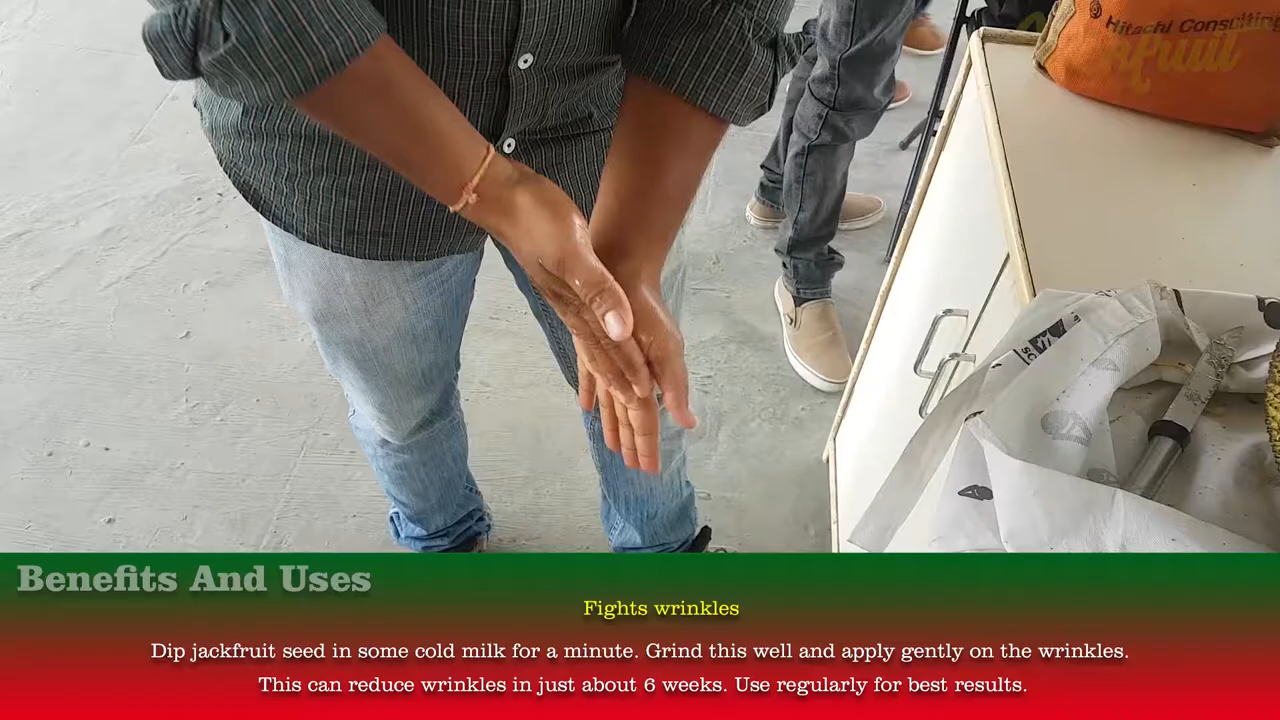 Hitachi Consulting
Benefits And Uses
Fights wrinkles
Dip jackfruit seed in some cold milk for a minute. Grind this well and apply gently on the wrinkles.
This can reduce wrinkles in just about 6 weeks. Use regularly for best results.